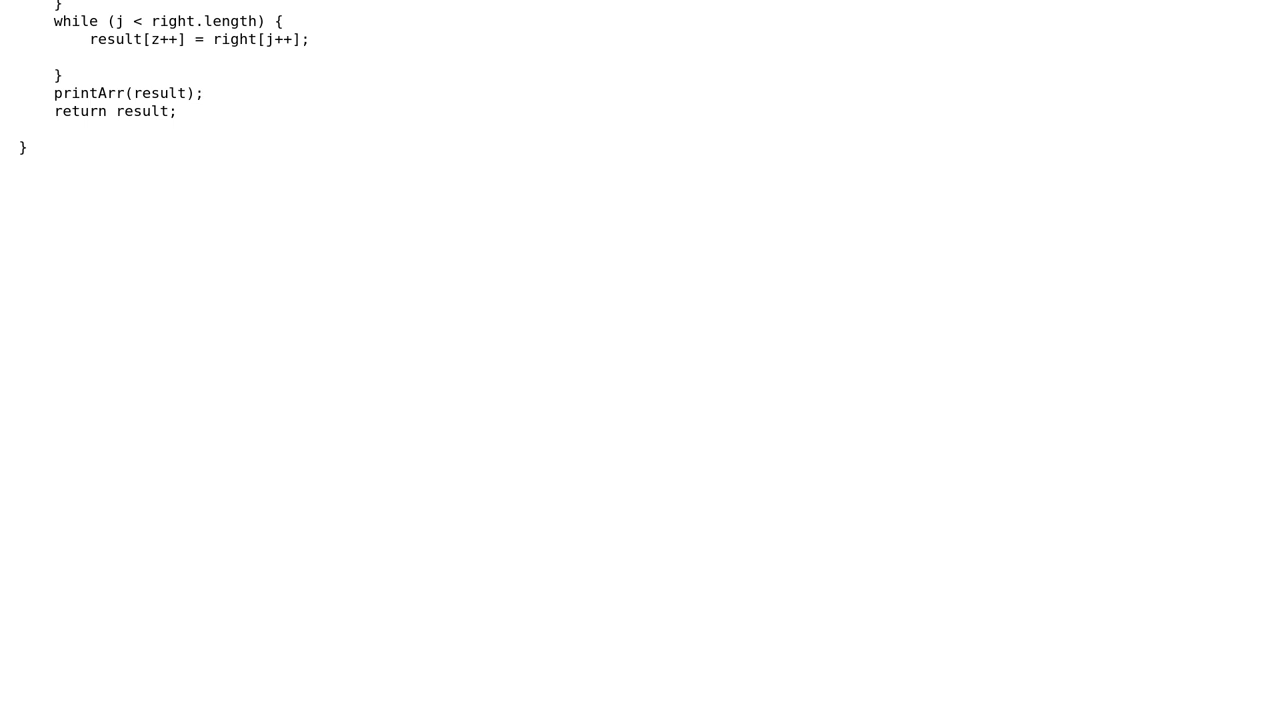 }
    while (j < right.length) {
        result[z++] = right[j++];

    }
    printArr(result);
    return result;

}